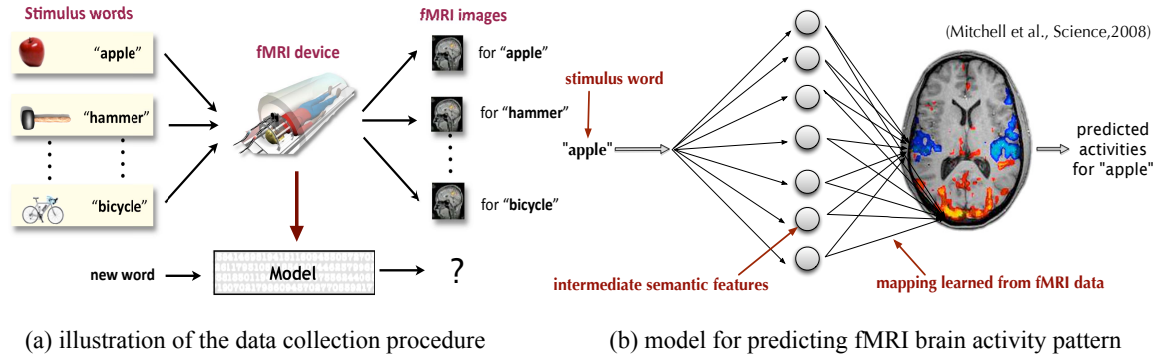 Stimulus words
fMRI images
"apple"
fMRI device
for "apple"
"hammer"
for "hammer"
"bicycle"
for "bicycle"
new word
Model
?
(a) illustration of the data collection procedure
(Mitchell et al., Science,2008)
stimulus word
"apple"
predicted
activities
for "apple"
intermediate semantic features
mapping learned from fMRI data
(b) model for predicting fMRI brain activity pattern